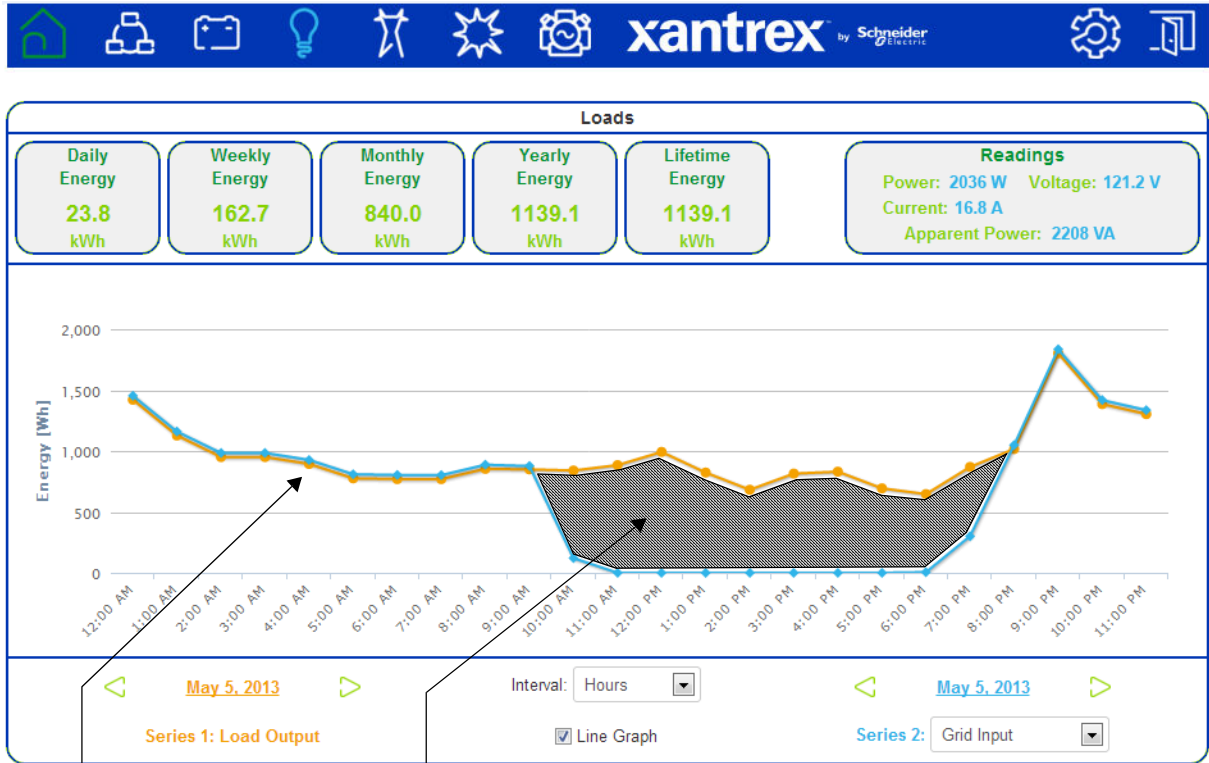 xantrex by Schneider Electric
Loads
Daily Energy
23.8
kWh
Weekly Energy
162.7
kWh
Monthly Energy
840.0
kWh
Yearly Energy
1139.1
kWh
Lifetime Energy
1139.1
kWh
Readings
Power: 2036 W Voltage: 121.2 V
Current: 16.8 A
Apparent Power: 2208 VA
Energy [Wh]
2,000
1,500
1,000
500
0
12:00 AM
1:00 AM
2:00 AM
3:00 AM
4:00 AM
5:00 AM
6:00 AM
7:00 AM
8:00 AM
9:00 AM
10:00 AM
11:00 AM
12:00 PM
1:00 PM
2:00 PM
3:00 PM
4:00 PM
5:00 PM
6:00 PM
7:00 PM
8:00 PM
9:00 PM
10:00 PM
11:00 PM
May 5, 2013
Interval: Hours
May 5, 2013
Series 1: Load Output
Line Graph
Series 2: Grid Input